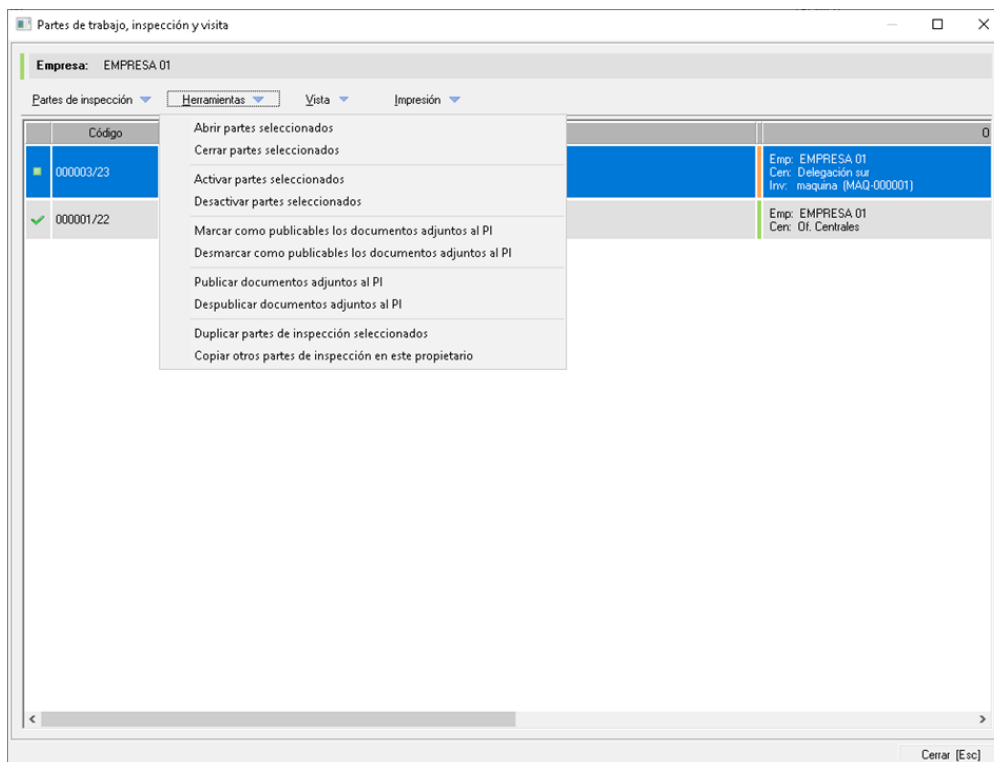 Partes de trabajo, inspección y visita
Empresa: EMPRESA 01
Partes de inspección Herramientas Vista Impresión
Código O
Abrir partes seleccionados
Cerrar partes seleccionados
Activar partes seleccionados
Desactivar partes seleccionados
Marcar como publicables los documentos adjuntos al PI
Desmarcar como publicables los documentos adjuntos al PI
Publicar documentos adjuntos al PI
Despublicar documentos adjuntos al PI
Duplicar partes de inspección seleccionados
Copiar otros partes de inspección en este propietario
000003/23
Emp: EMPRESA 01
Cen: Delegación sur
Inv: maquina (MAQ-000001)
000001/22
Emp: EMPRESA 01
Cen: Of. Centrales
Cerrar [Esc]